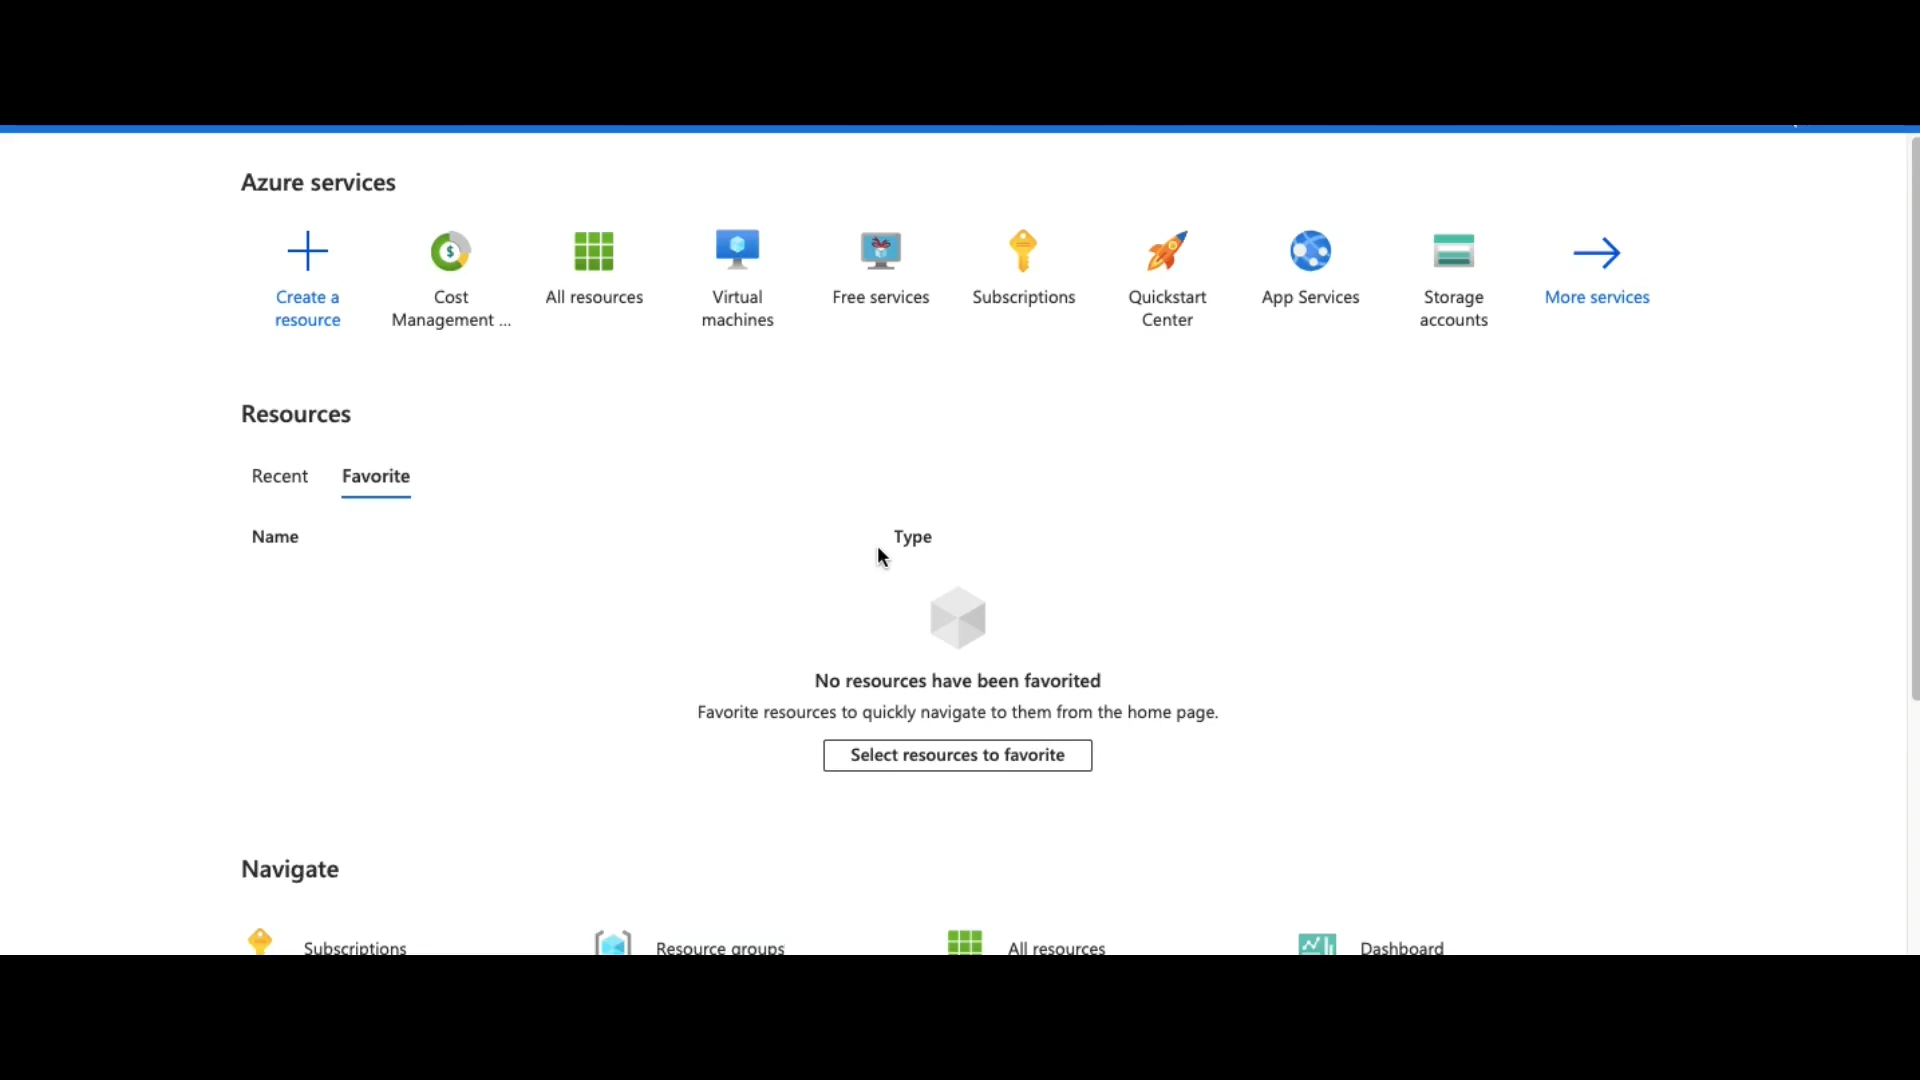 Azure services
Create a resource
Cost Management ...
All resources
Virtual machines
Free services
Subscriptions
Quickstart Center
App Services
Storage accounts
More services
Resources
Recent
Favorite
Name
Type
No resources have been favorited
Favorite resources to quickly navigate to them from the home page.
Select resources to favorite
Navigate
Subscriptions
Resource groups
All resources
Dashboard